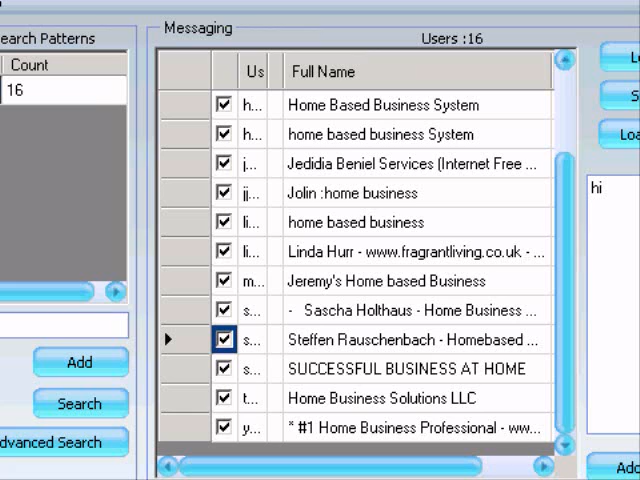 earch Patterns
Count
16
Add
Search
dvanced Search
Messaging
Users :16
Us Full Name
h... Home Based Business System
h... home based business System
j... Jedidia Beniel Services (Internet Free ...
jj... Jolin :home business
li... home based business
li... Linda Hurr - www.fragrantliving.co.uk - ...
m... Jeremy's Home based Business
s... - Sascha Holthaus - Home Business ...
s... Steffen Rauschenbach - Homebased ...
s... SUCCESSFUL BUSINESS AT HOME
t... Home Business Solutions LLC
y... * #1 Home Business Professional - ww...
L
S
Loa
hi
Add